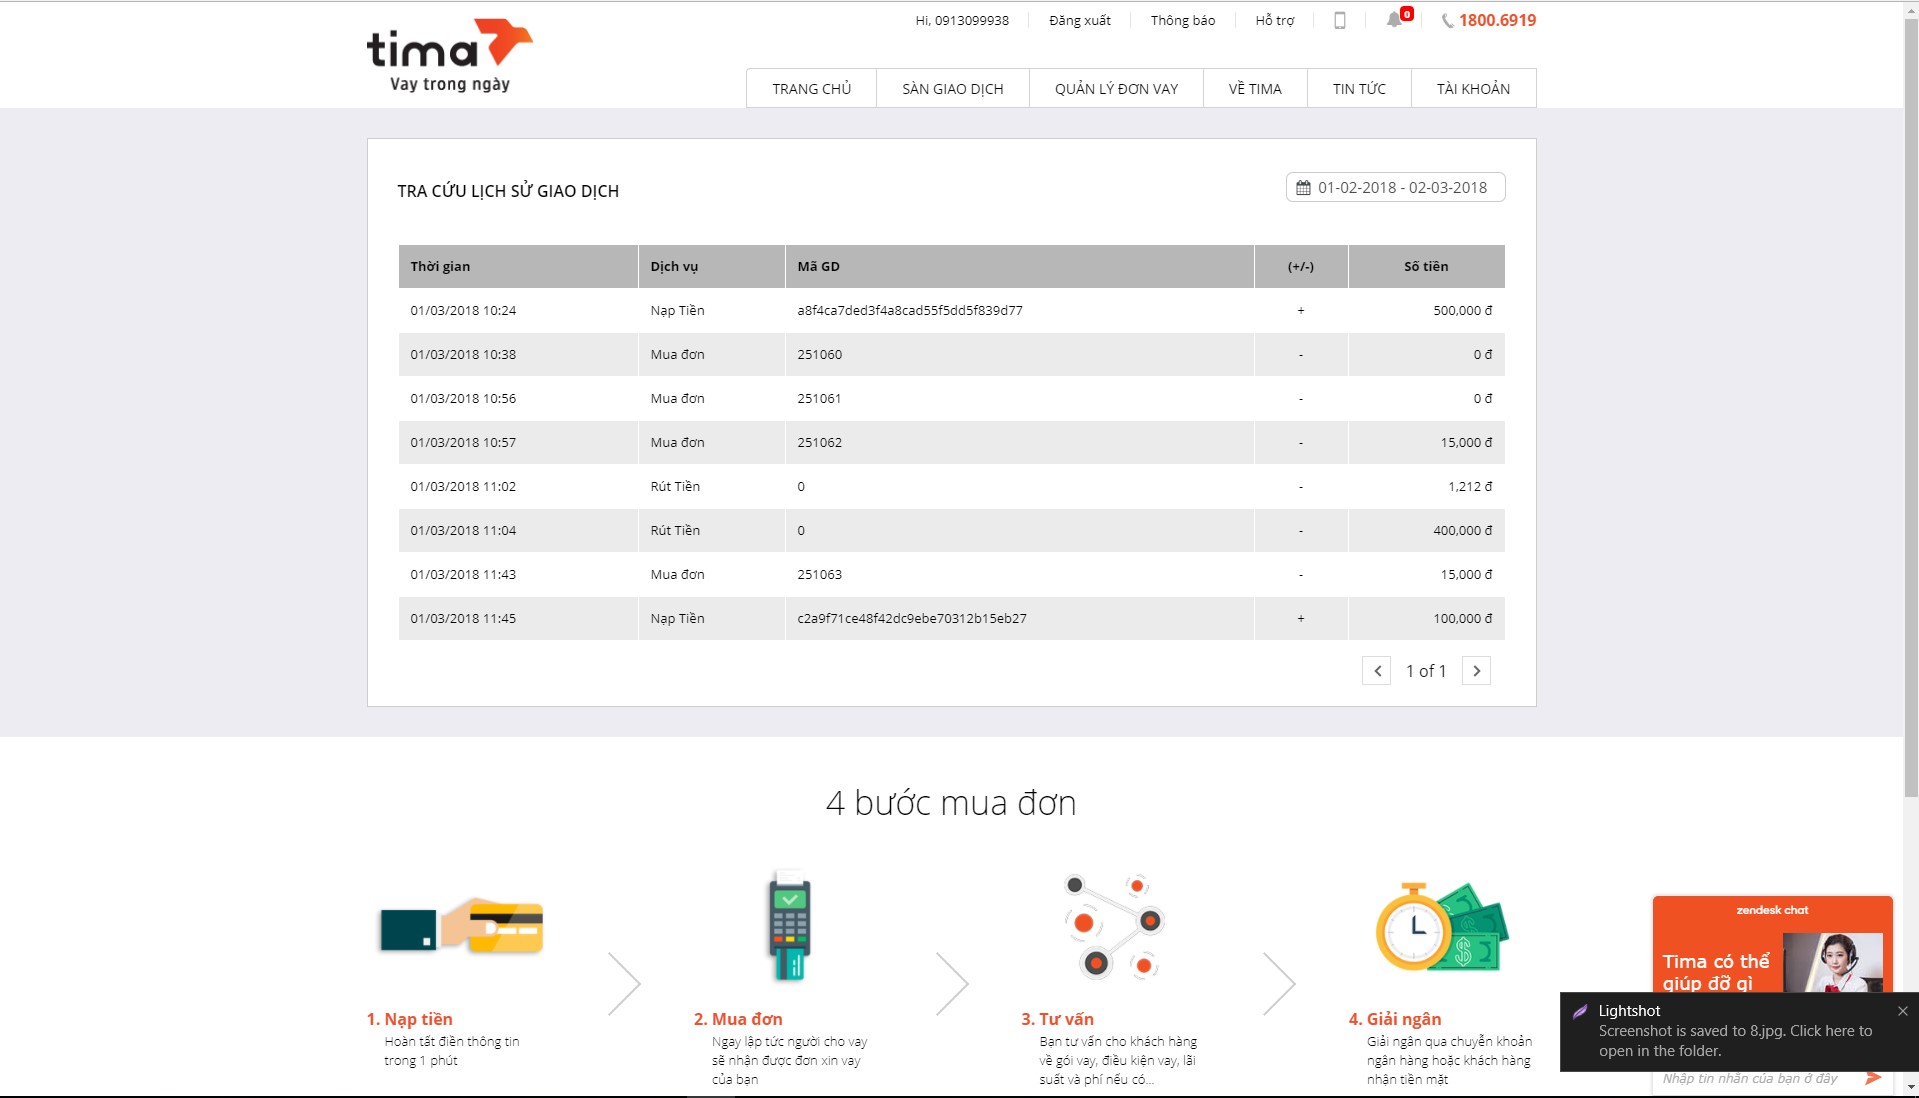 tima
Vay trong ngày
Hi, 0913099938
Đăng xuất
Thông báo
Hỗ trợ
0
1800.6919
TRANG CHỦ
SÀN GIAO DỊCH
QUẢN LÝ ĐƠN VAY
VỀ TIMA
TIN TỨC
TÀI KHOẢN
TRA CỨU LỊCH SỬ GIAO DỊCH
01-02-2018 - 02-03-2018
Thời gian Dịch vụ Mã GD (+/-) Số tiền
01/03/2018 10:24 Nạp Tiền a8f4ca7ded3f4a8cad55f5dd5f839d77 + 500,000 đ
01/03/2018 10:38 Mua đơn 251060 - 0 đ
01/03/2018 10:56 Mua đơn 251061 - 0 đ
01/03/2018 10:57 Mua đơn 251062 - 15,000 đ
01/03/2018 11:02 Rút Tiền 0 - 1,212 đ
01/03/2018 11:04 Rút Tiền 0 - 400,000 đ
01/03/2018 11:43 Mua đơn 251063 - 15,000 đ
01/03/2018 11:45 Nạp Tiền c2a9f71ce48f42dc9ebe70312b15eb27 + 100,000 đ
1 of 1
4 bước mua đơn
1. Nạp tiền
Hoàn tất điền thông tin
trong 1 phút
2. Mua đơn
Ngay lập tức người cho vay
sẽ nhận được đơn xin vay
của bạn
3. Tư vấn
Bạn tư vấn cho khách hàng
về gói vay, điều kiện vay, lãi
suất và phí nếu có...
4. Giải ngân
Giải ngân qua chuyển khoản
ngân hàng hoặc khách hàng
nhận tiền mặt
zendesk chat
Tima có thể
giúp đỡ gì
Lightshot
Screenshot is saved to 8.jpg. Click here to
open in the folder.
Nhập tin nhắn của bạn ở đây